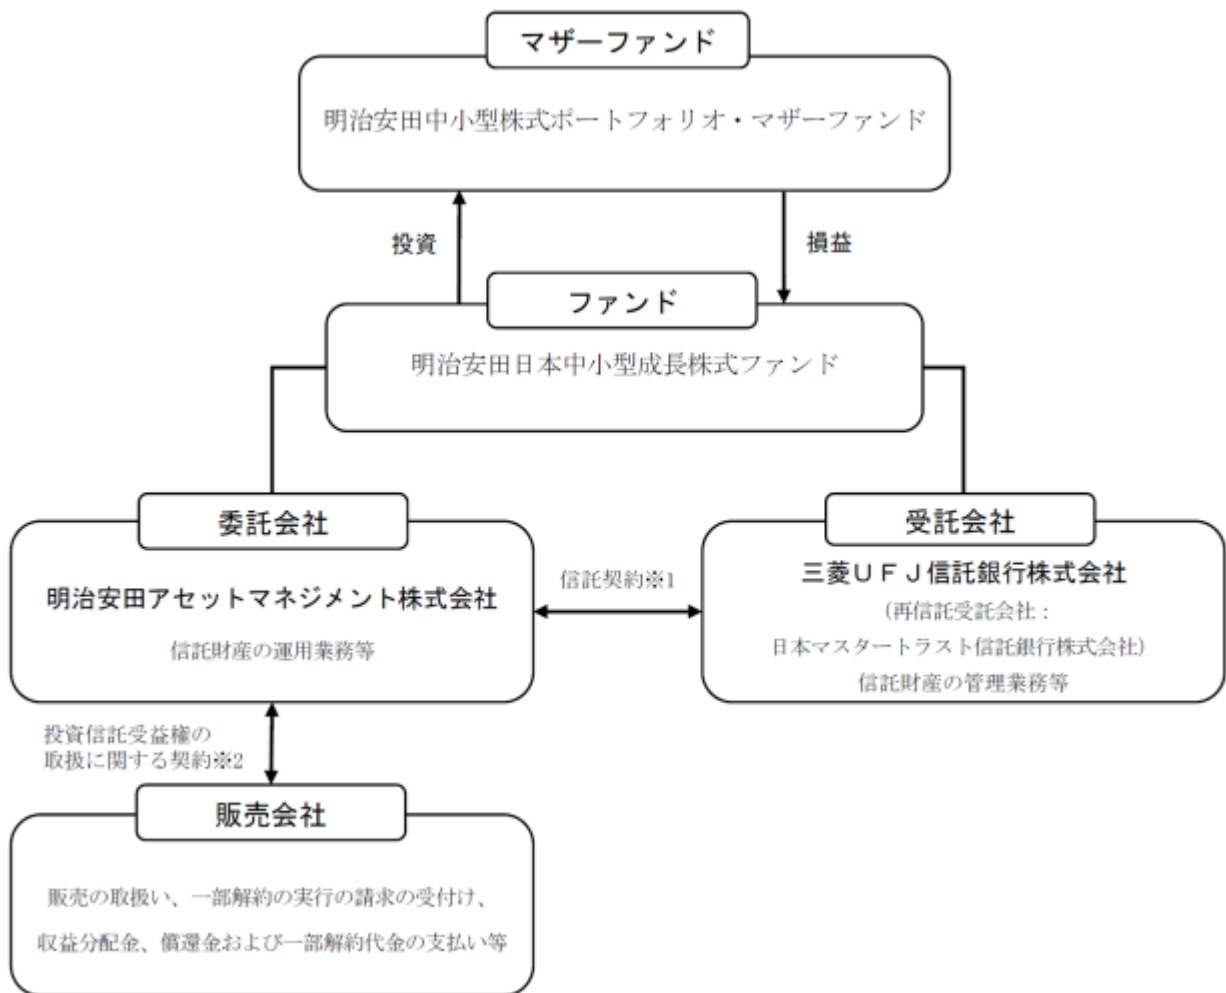 マザーファンド
明治安田中小型株式ポートフォリオ・マザーファンド
投資
損益
ファンド
明治安田日本中小型成長株式ファンド
委託会社
明治安田アセットマネジメント株式会社
信託財産の運用業務等
信託契約※1
受託会社
三菱ＵＦＪ信託銀行株式会社
(再信託受託会社：
日本マスタートラスト信託銀行株式会社)
信託財産の管理業務等
投資信託受益権の
取扱に関する契約※2
販売会社
販売の取扱い、一部解約の実行の請求の受付け、
収益分配金、償還金および一部解約代金の支払い等